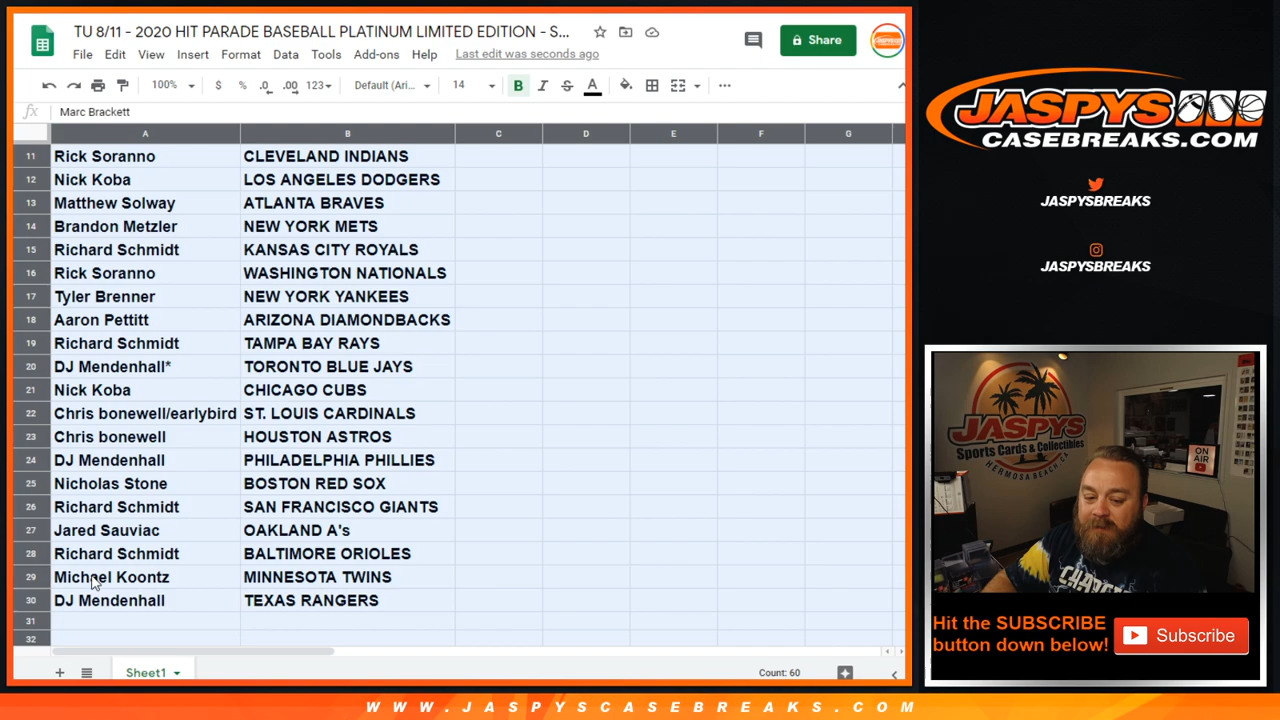 TU 8/11 - 2020 HIT PARADE BASEBALL PLATINUM LIMITED EDITION - S...
File Edit View Insert Format Data Tools Add-ons Help Last edit was seconds ago
Share
100% $ % .0 .00 123 Default (Ari... 14 B I S A
fx Marc Brackett
A B C D E F G
11 Rick Soranno CLEVELAND INDIANS
12 Nick Koba LOS ANGELES DODGERS
13 Matthew Solway ATLANTA BRAVES
14 Brandon Metzler NEW YORK METS
15 Richard Schmidt KANSAS CITY ROYALS
16 Rick Soranno WASHINGTON NATIONALS
17 Tyler Brenner NEW YORK YANKEES
18 Aaron Pettitt ARIZONA DIAMONDBACKS
19 Richard Schmidt TAMPA BAY RAYS
20 DJ Mendenhall* TORONTO BLUE JAYS
21 Nick Koba CHICAGO CUBS
22 Chris bonewell/earlybird ST. LOUIS CARDINALS
23 Chris bonewell HOUSTON ASTROS
24 DJ Mendenhall PHILADELPHIA PHILLIES
25 Nicholas Stone BOSTON RED SOX
26 Richard Schmidt SAN FRANCISCO GIANTS
27 Jared Sauviac OAKLAND A's
28 Richard Schmidt BALTIMORE ORIOLES
29 Michael Koontz MINNESOTA TWINS
30 DJ Mendenhall TEXAS RANGERS
31
32
Sheet1
Count: 60
JASPYS
CASEBREAKS.COM
JASPYSBREAKS
JASPYSBREAKS
JASPYS
Sports Cards & Collectibles
HERMOSA BEACH, CA
ON AIR
Hit the SUBSCRIBE
button down below!
Subscribe
WWW.JASPYSCASEBREAKS.COM